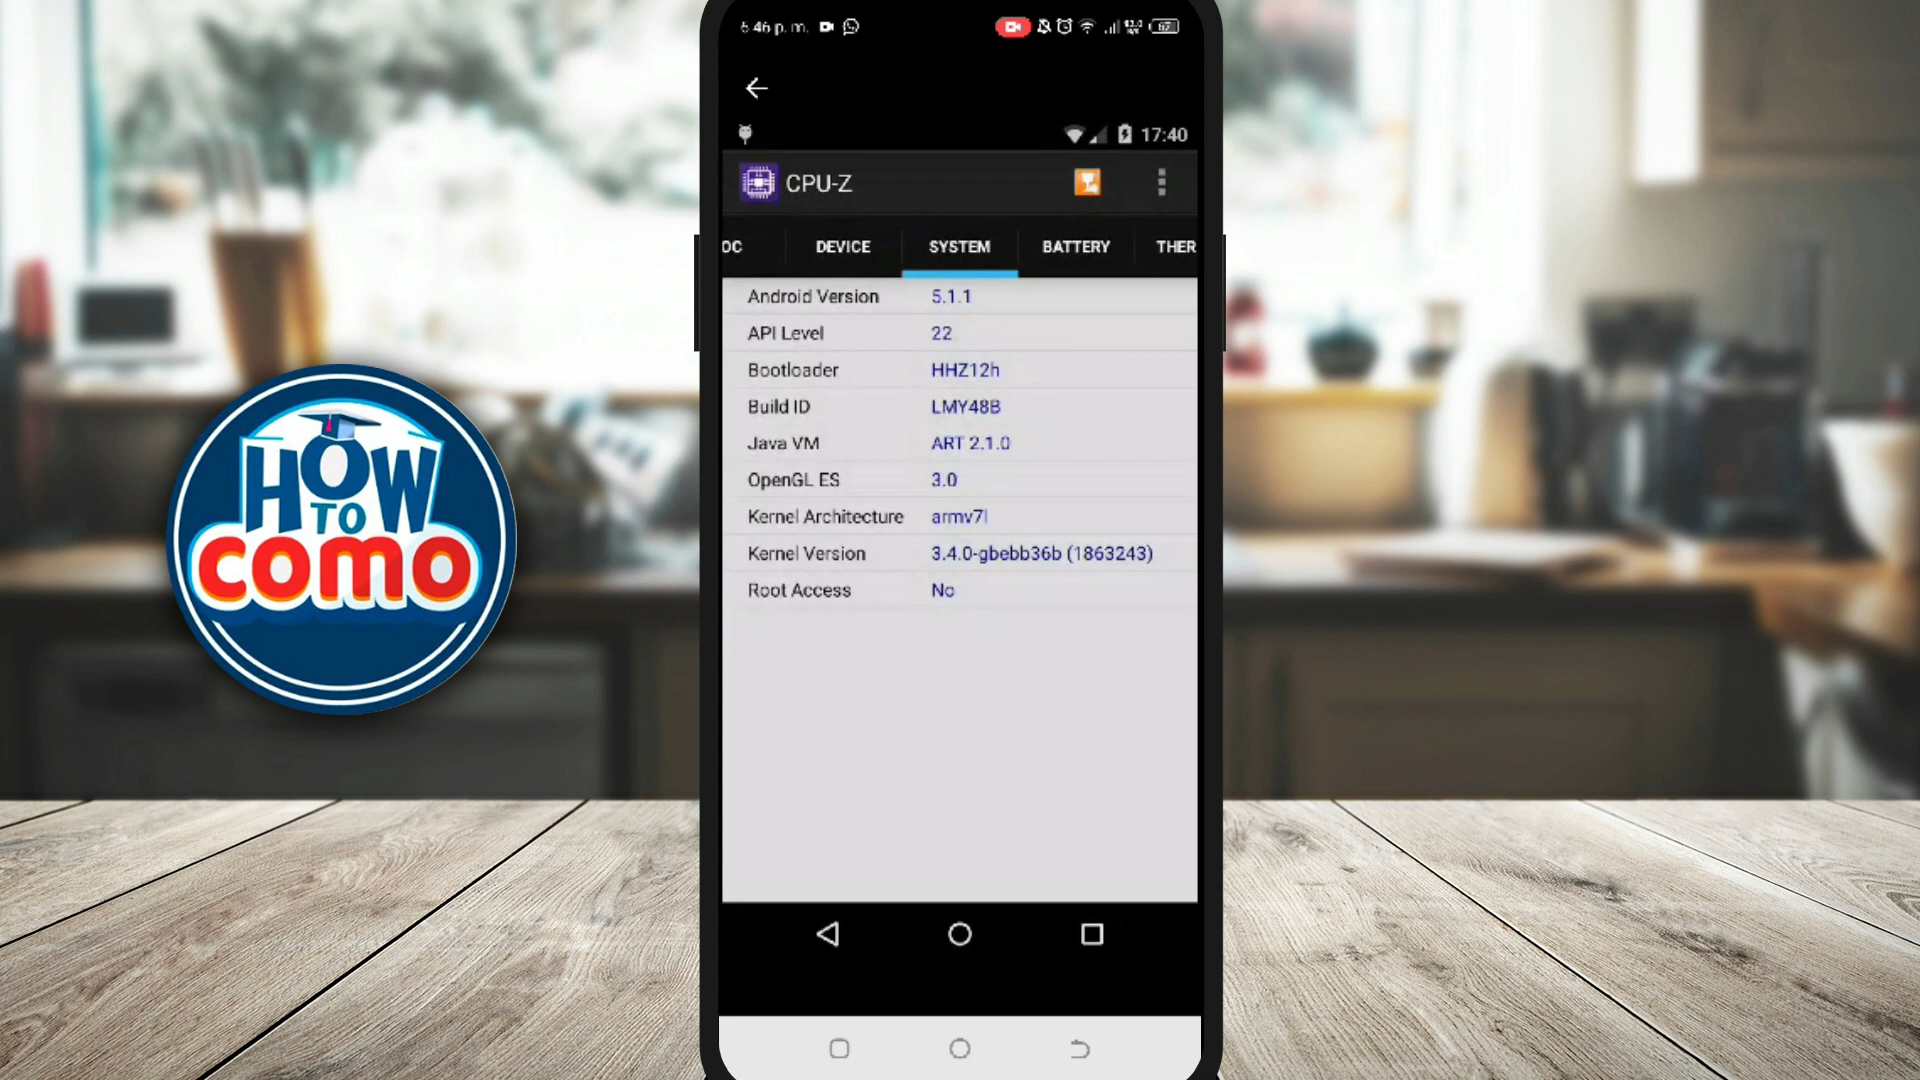 6:46 p. m.
17:40
CPU-Z
OC DEVICE SYSTEM BATTERY THER
Android Version 5.1.1
API Level 22
Bootloader HHZ12h
Build ID LMY48B
Java VM ART 2.1.0
OpenGL ES 3.0
Kernel Architecture armv7l
Kernel Version 3.4.0-gbebb36b (1863243)
Root Access No
HOW
TO
COMO